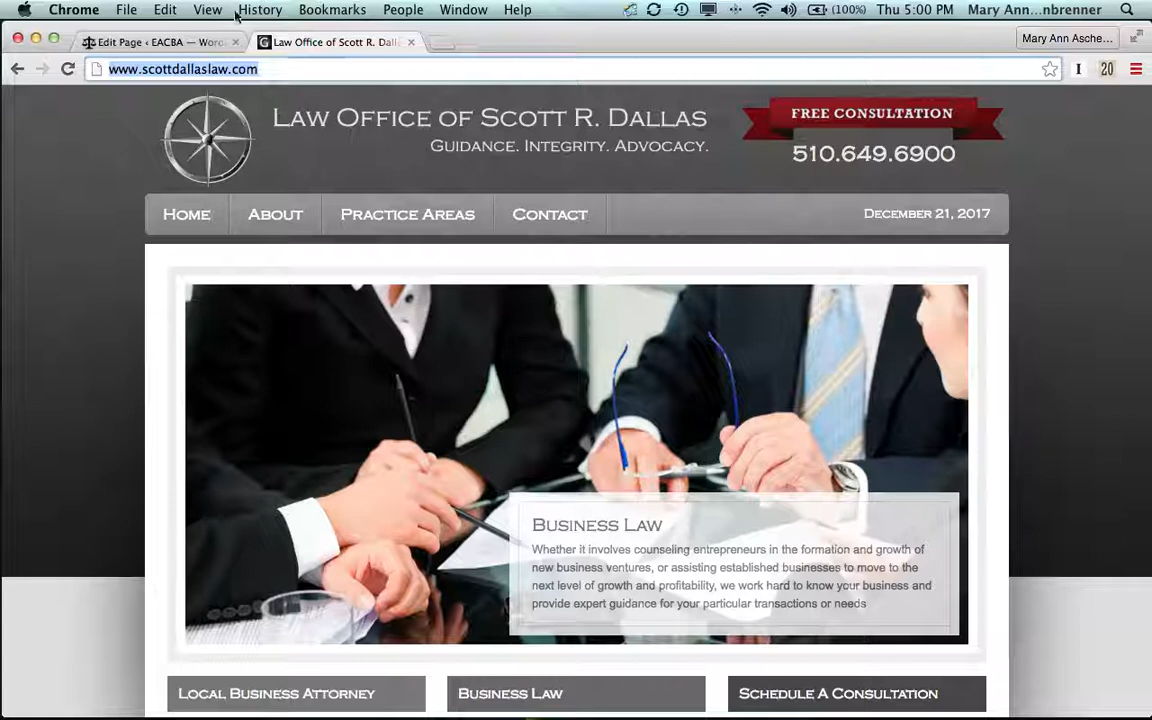 Chrome File Edit View History Bookmarks People Window Help (100%) Thu 5:00 PM Mary Ann...nbrenner
Edit Page ‹ EACBA — Word Law Office of Scott R. Dall Mary Ann Asche...
www.scottdallaslaw.com 20
Law Office of Scott R. Dallas
Guidance. Integrity. Advocacy.
FREE CONSULTATION
510.649.6900
Home About Practice Areas Contact December 21, 2017
Business Law
Whether it involves counseling entrepreneurs in the formation and growth of
new business ventures, or assisting established businesses to move to the
next level of growth and profitability, we work hard to know your business and
provide expert guidance for your particular transactions or needs
Local Business Attorney Business Law Schedule A Consultation